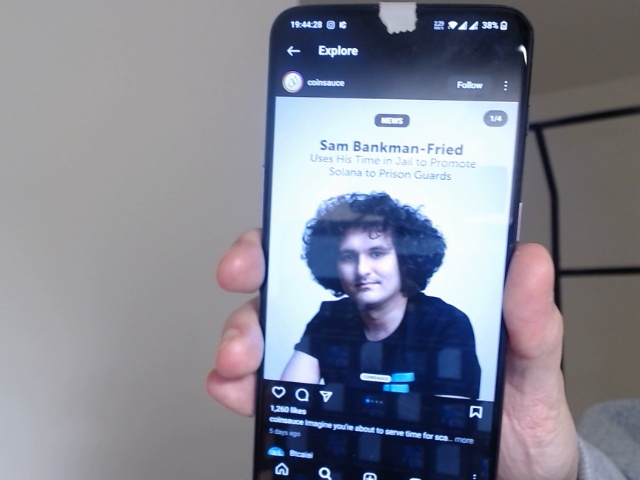 19:44:28
38%
Explore
coinsauce
Follow
NEWS
1/4
Sam Bankman-Fried
Uses His Time in Jail to Promote
Solana to Prison Guards
1,260 likes
coinsauce Imagine you're about to serve time for sca... more
5 days ago